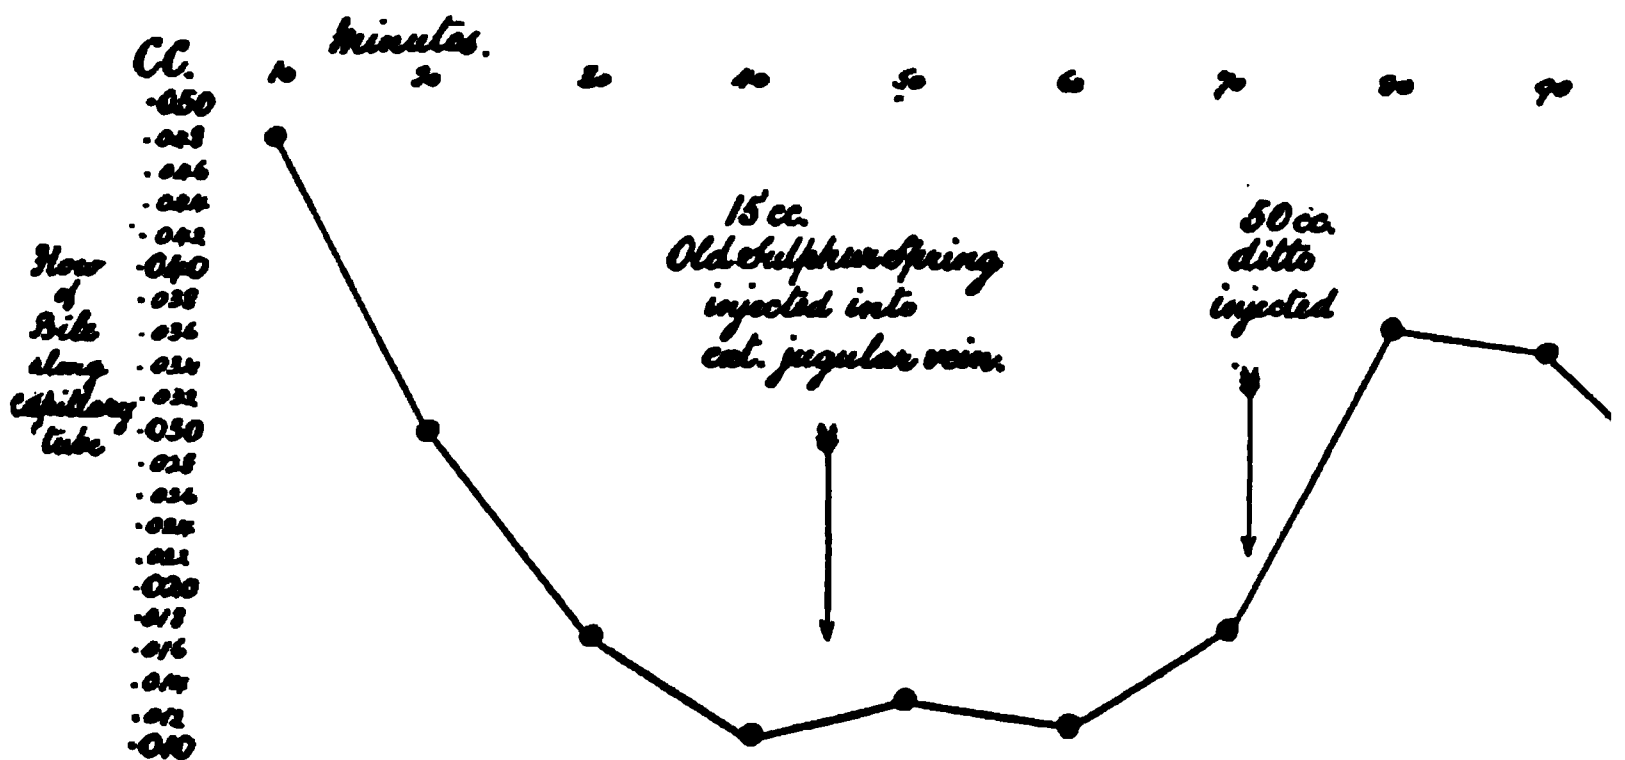 CC.
Minutes.
10 20 30 40 50 60 70 80 90
·050
·048
·046
·044
·042
·040
·038
·036
·034
·032
·030
·028
·026
·024
·022
·020
·018
·016
·014
·012
·010
Flow
of
Bile
along
capillary
tube
15 cc.
Old Sulphur Spring
injected into
ext. jugular vein.
50 cc.
ditto
injected